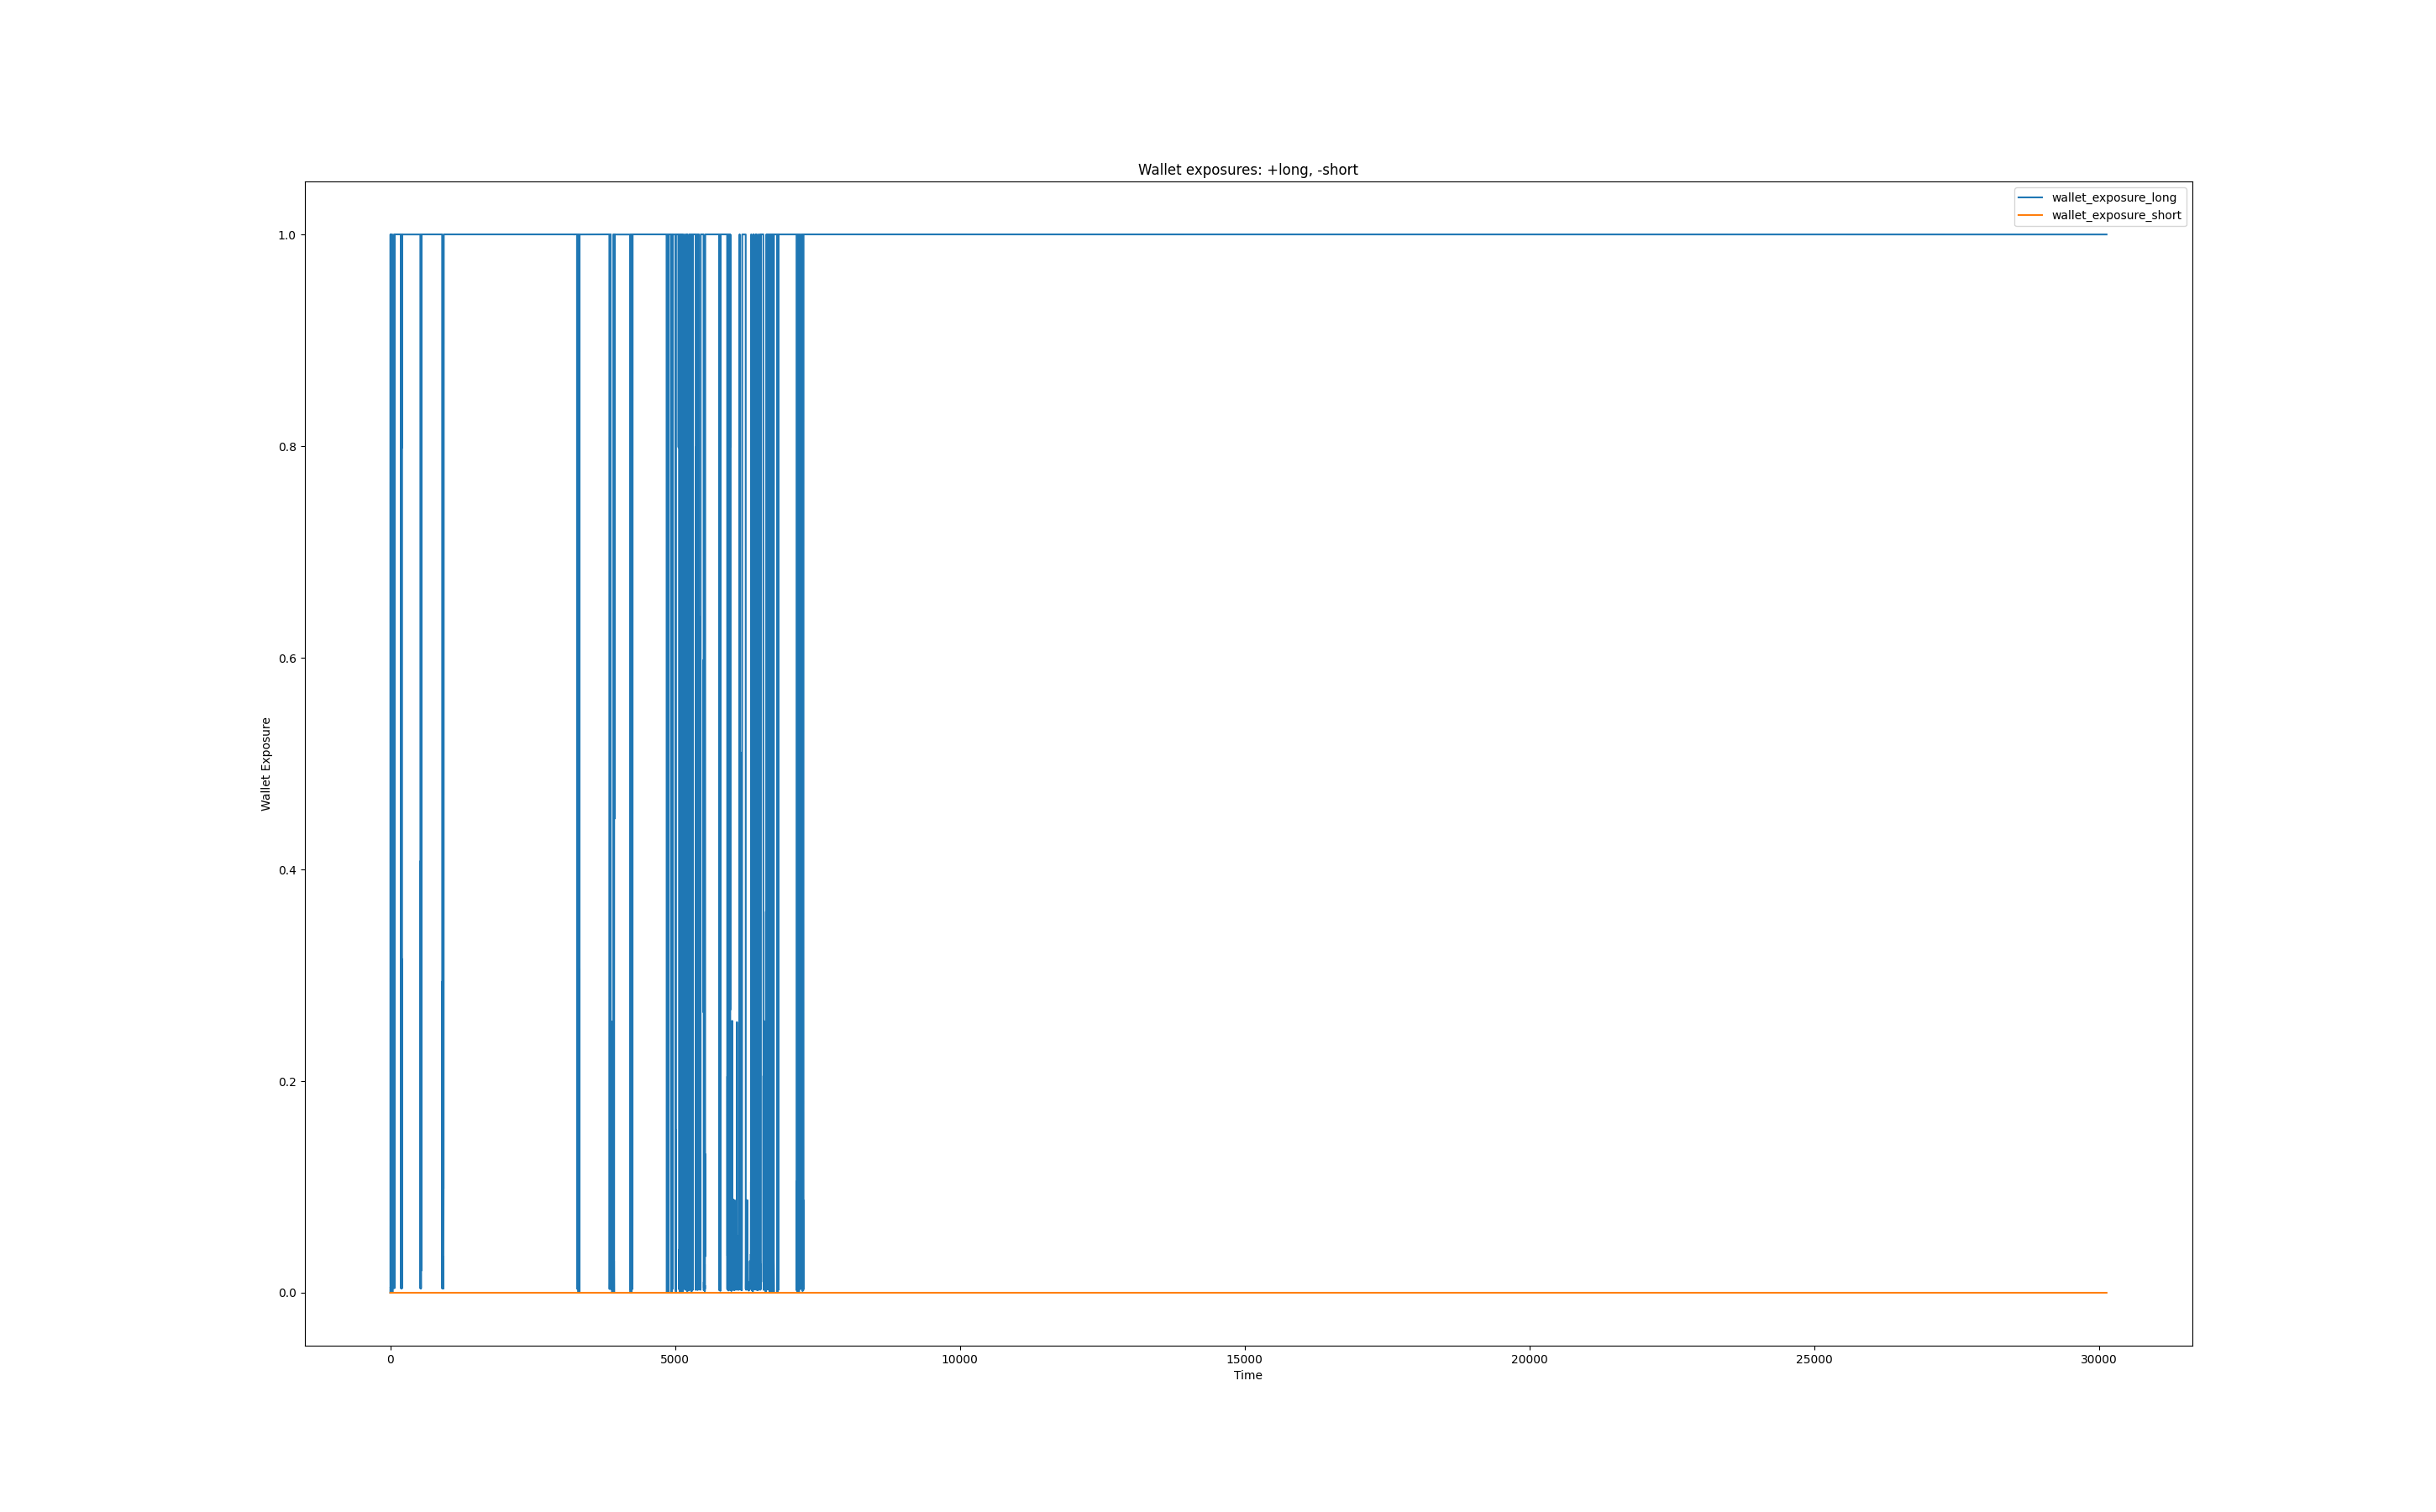 Wallet exposures: +long, -short
wallet_exposure_long
wallet_exposure_short
1.0
0.8
0.6
0.4
0.2
0.0
Wallet Exposure
0 5000 10000 15000 20000 25000 30000
Time